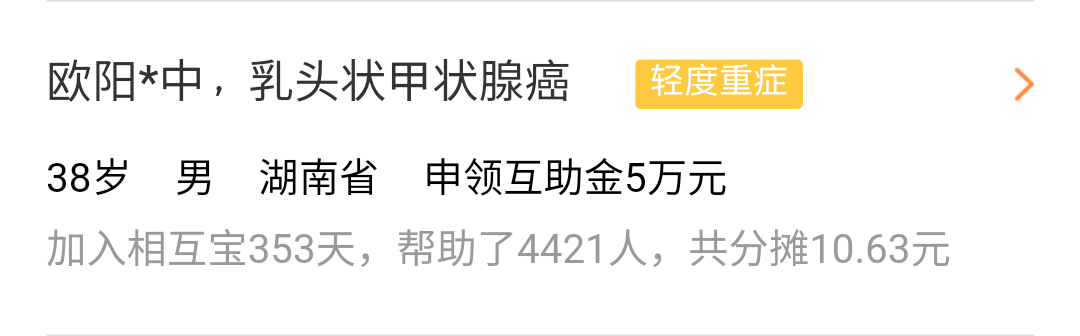 欧阳*中，乳头状甲状腺癌 轻度重症
38岁 男 湖南省 申领互助金5万元
加入相互宝353天，帮助了4421人，共分摊10.63元